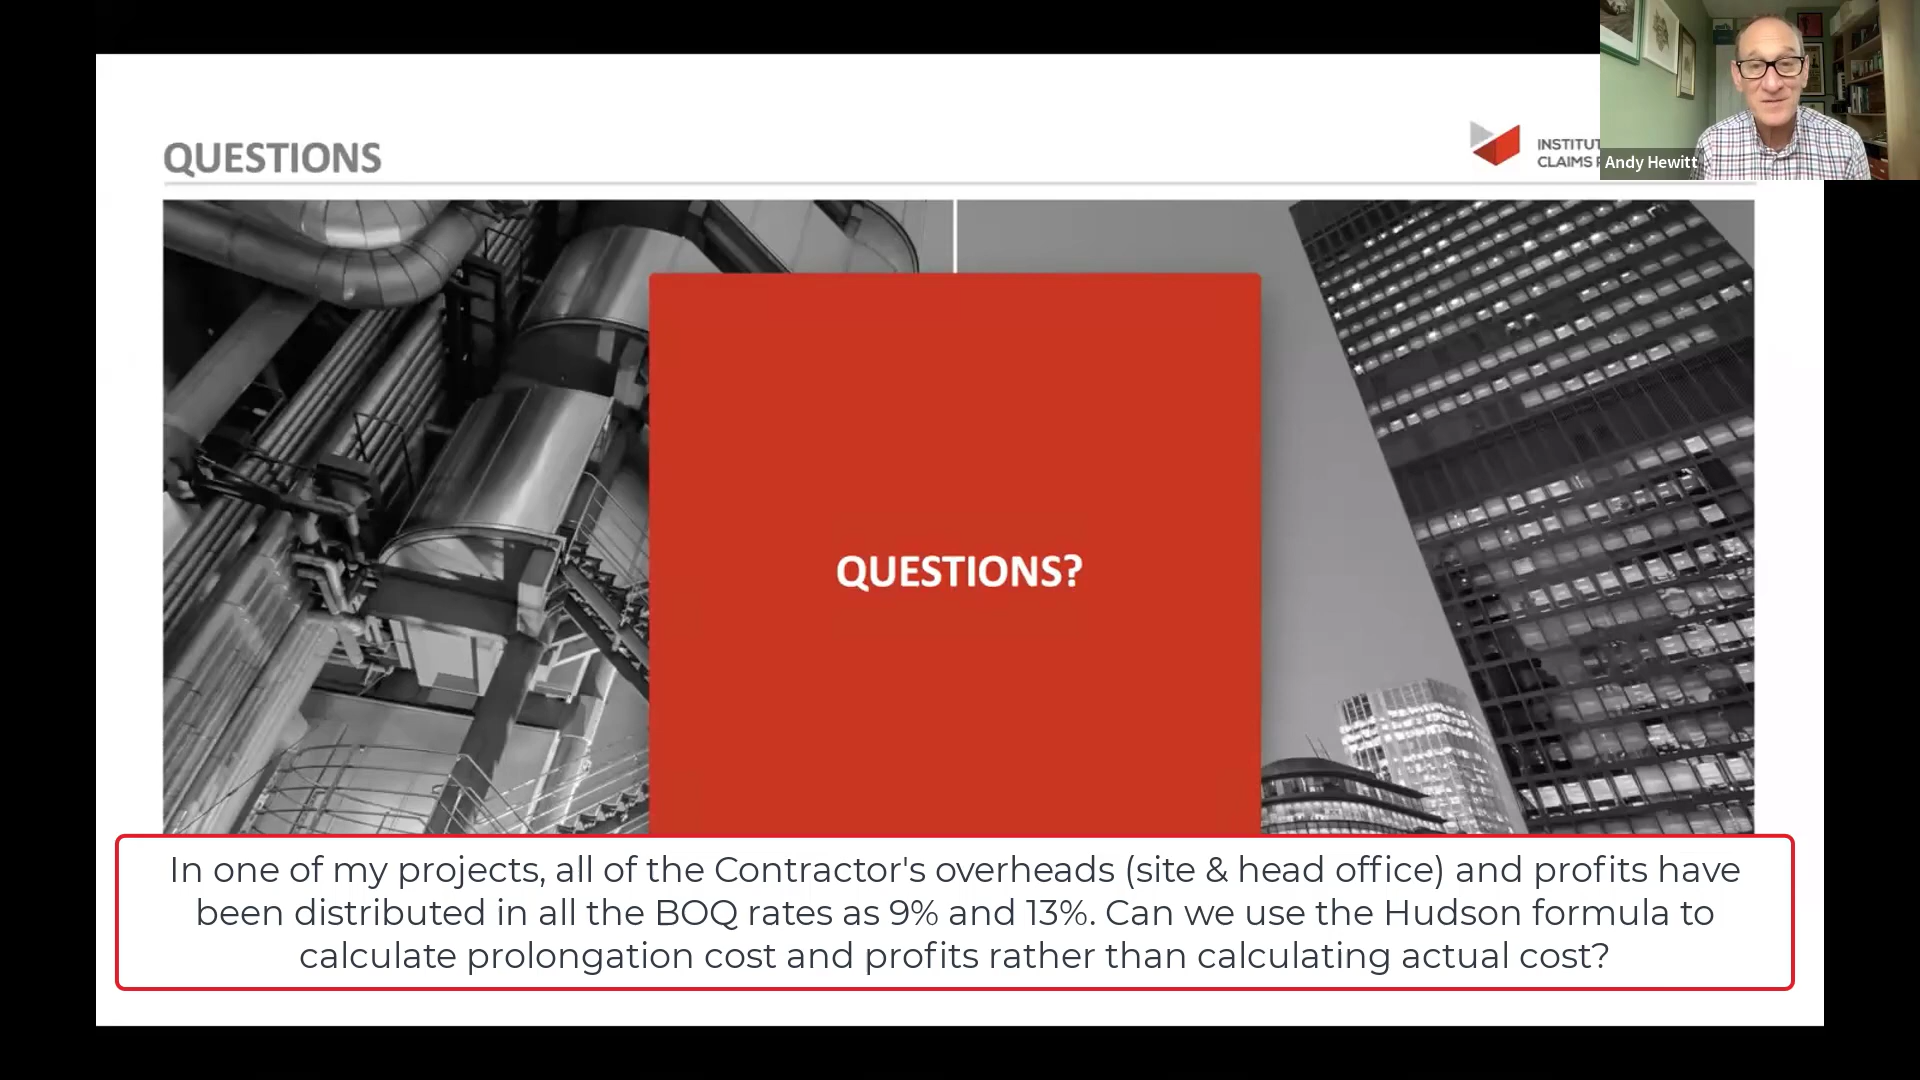 QUESTIONS
INSTITUT
CLAIMS
Andy Hewitt
QUESTIONS?
In one of my projects, all of the Contractor's overheads (site & head office) and profits have
been distributed in all the BOQ rates as 9% and 13%. Can we use the Hudson formula to
calculate prolongation cost and profits rather than calculating actual cost?